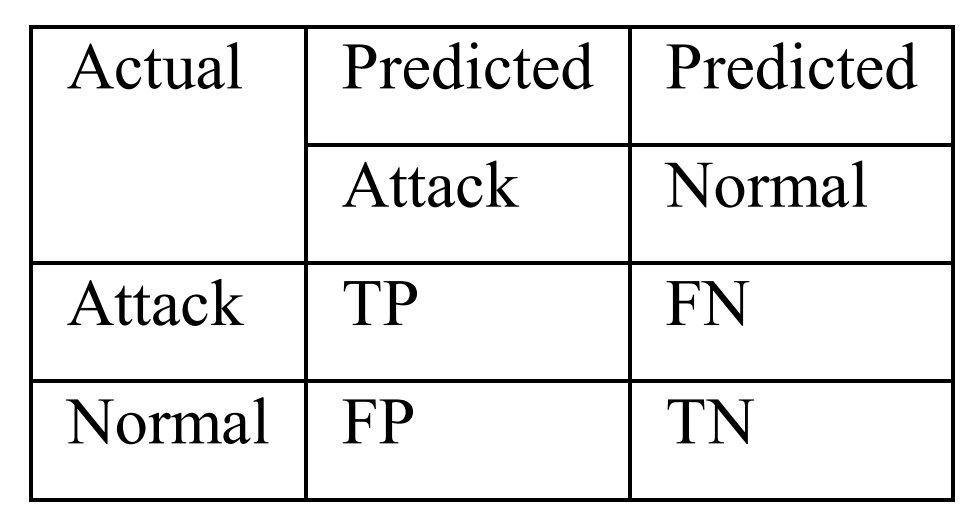 Actual Predicted Predicted
Attack Normal
Attack TP FN
Normal FP TN